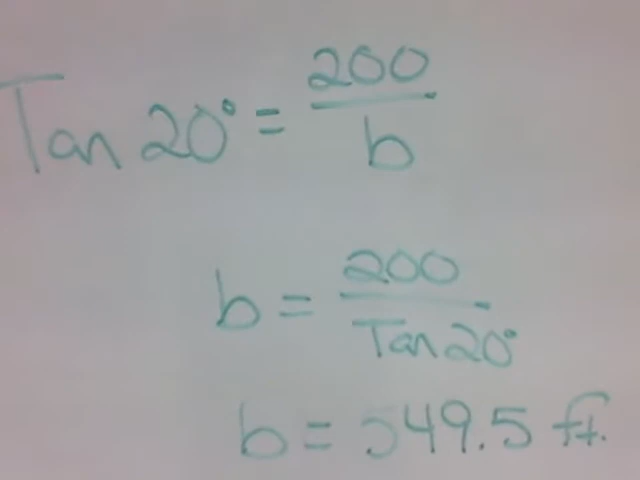 Tan 20° = 200/b
b = 200/Tan 20°
b = 549.5 ft.